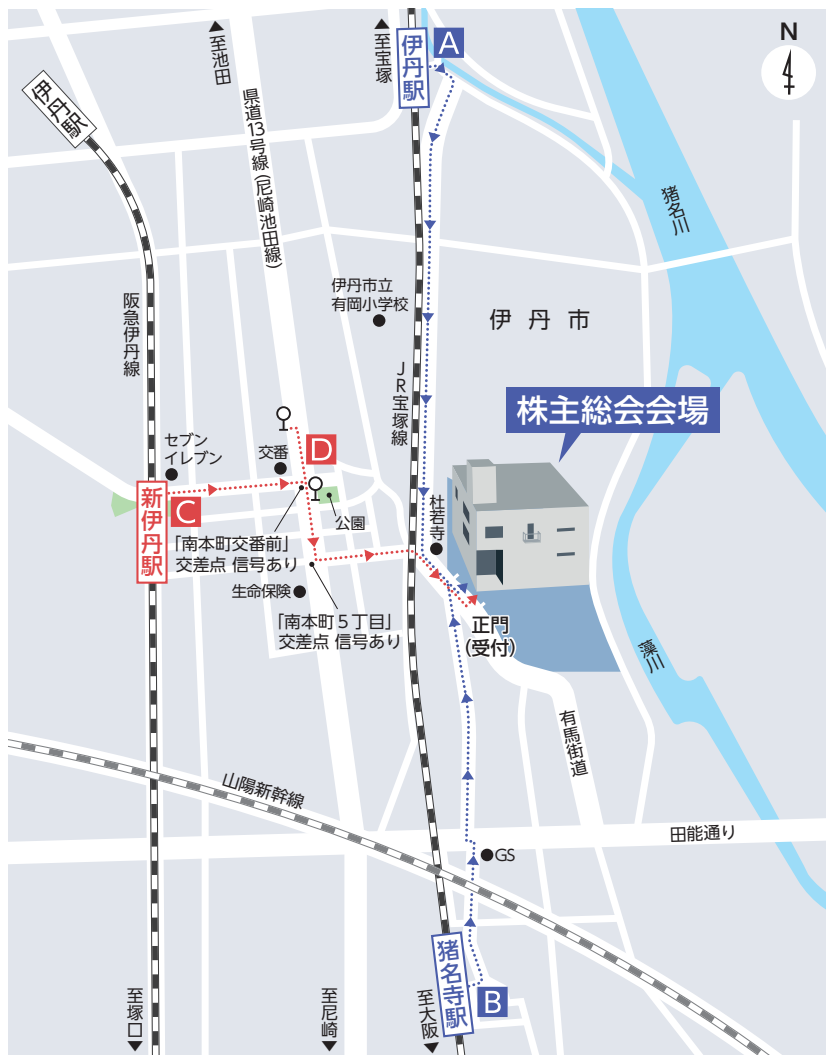 至池田
至宝塚
伊丹駅
A
N
伊丹駅
県道13号線(尼崎池田線)
猪名川
伊丹市立
有岡小学校
伊丹市
阪急伊丹線
JR宝塚線
株主総会会場
セブン
イレブン
交番
D
新伊丹駅
C
公園
杜若寺
「南本町交番前」
交差点 信号あり
生命保険
「南本町5丁目」
交差点 信号あり
正門
(受付)
藻川
有馬街道
山陽新幹線
田能通り
GS
猪名寺駅
B
至塚口
至尼崎
至大阪